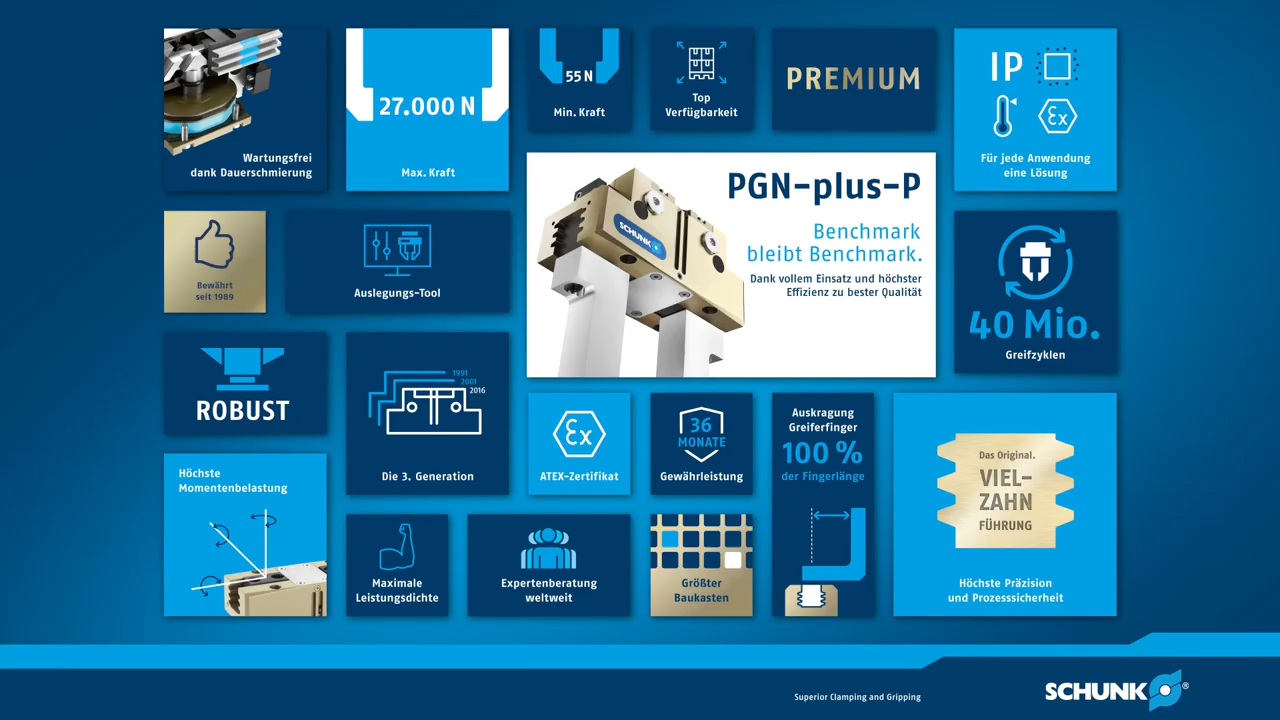 Wartungsfrei
dank Dauerschmierung
27.000 N
Max. Kraft
55 N
Min. Kraft
Top
Verfügbarkeit
PREMIUM
IP
Ex
Für jede Anwendung
eine Lösung
Bewährt
seit 1989
Auslegungs-Tool
SCHUNK
PGN-plus-P
Benchmark
bleibt Benchmark.
Dank vollem Einsatz und höchster
Effizienz zu bester Qualität
40 Mio.
Greifzyklen
ROBUST
1991
2001
2016
Die 3. Generation
Ex
ATEX-Zertifikat
36
MONATE
Gewährleistung
Auskragung
Greiferfinger
100 %
der Fingerlänge
Das Original.
VIEL-
ZAHN
FÜHRUNG
Höchste Präzision
und Prozesssicherheit
Höchste
Momentenbelastung
Maximale
Leistungsdichte
Expertenberatung
weltweit
Größter
Baukasten
Superior Clamping and Gripping
SCHUNK ®